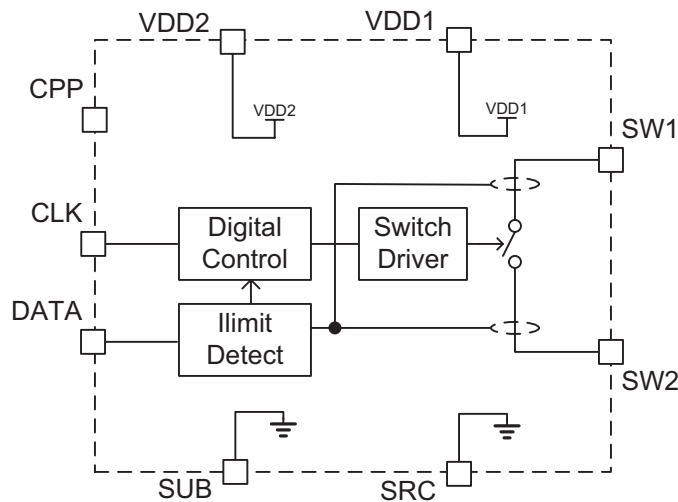 VDD2
VDD1
CPP
VDD2
VDD1
SW1
CLK
Digital
Control
Switch
Driver
DATA
Ilimit
Detect
SW2
SUB
SRC